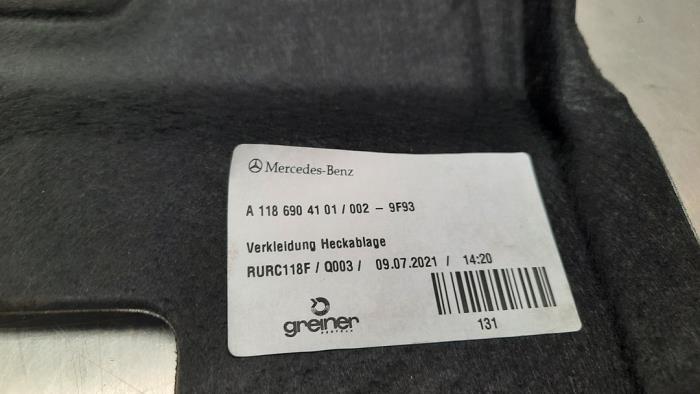 Mercedes-Benz
A 118 690 41 01 / 002 - 9F93
Verkleidung Heckablage
RURC118F / Q003 / 09.07.2021 / 14:20
greiner
131